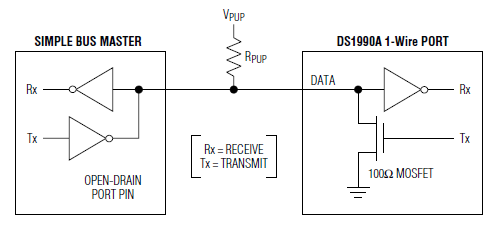 VPUP
SIMPLE BUS MASTER
DS1990A 1-Wire PORT
RPUP
DATA
Rx
Rx
Tx
Tx
Rx = RECEIVE
Tx = TRANSMIT
OPEN-DRAIN
PORT PIN
100Ω MOSFET